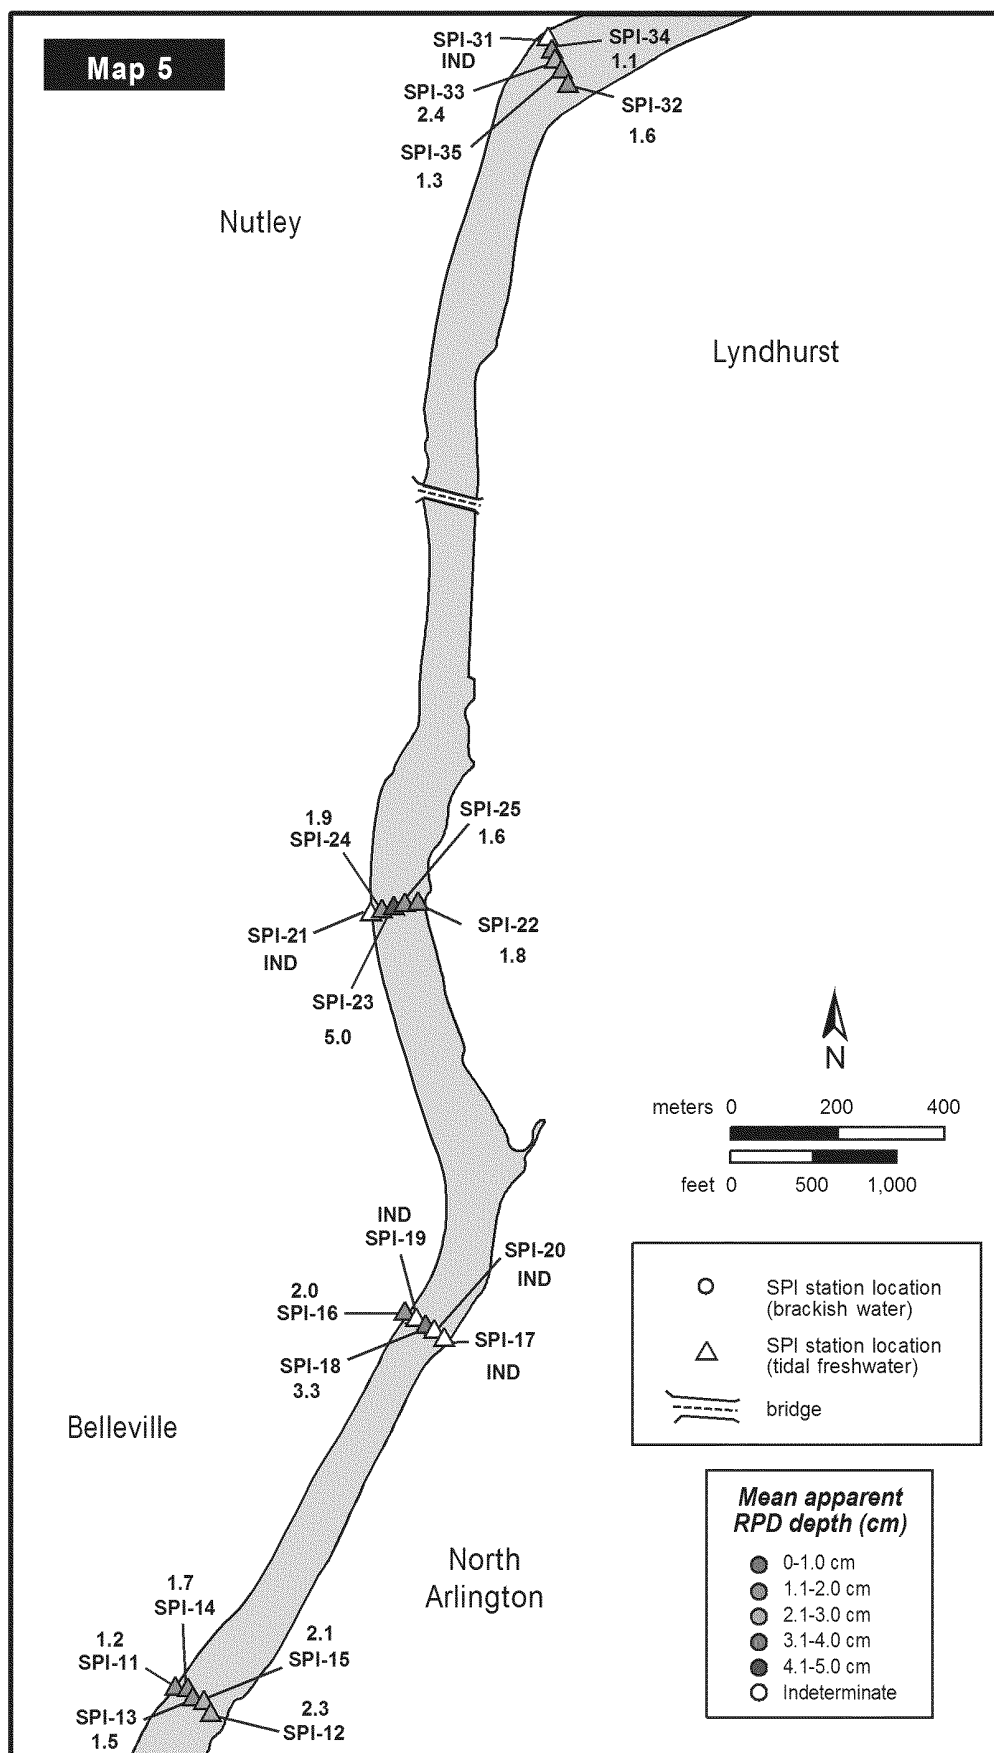 Map 5
SPI-31
IND
SPI-34
1.1
SPI-33
2.4
SPI-32
1.6
SPI-35
1.3
Nutley
Lyndhurst
1.9
SPI-24
SPI-25
1.6
SPI-21
IND
SPI-22
1.8
SPI-23
5.0
N
meters 0 200 400
feet 0 500 1,000
IND
SPI-19
SPI-20
IND
2.0
SPI-16
SPI-17
IND
SPI-18
3.3
SPI station location
(brackish water)
SPI station location
(tidal freshwater)
bridge
Belleville
Mean apparent
RPD depth (cm)
0-1.0 cm
1.1-2.0 cm
2.1-3.0 cm
3.1-4.0 cm
4.1-5.0 cm
Indeterminate
North
Arlington
1.7
SPI-14
1.2
SPI-11
2.1
SPI-15
SPI-13
1.5
2.3
SPI-12